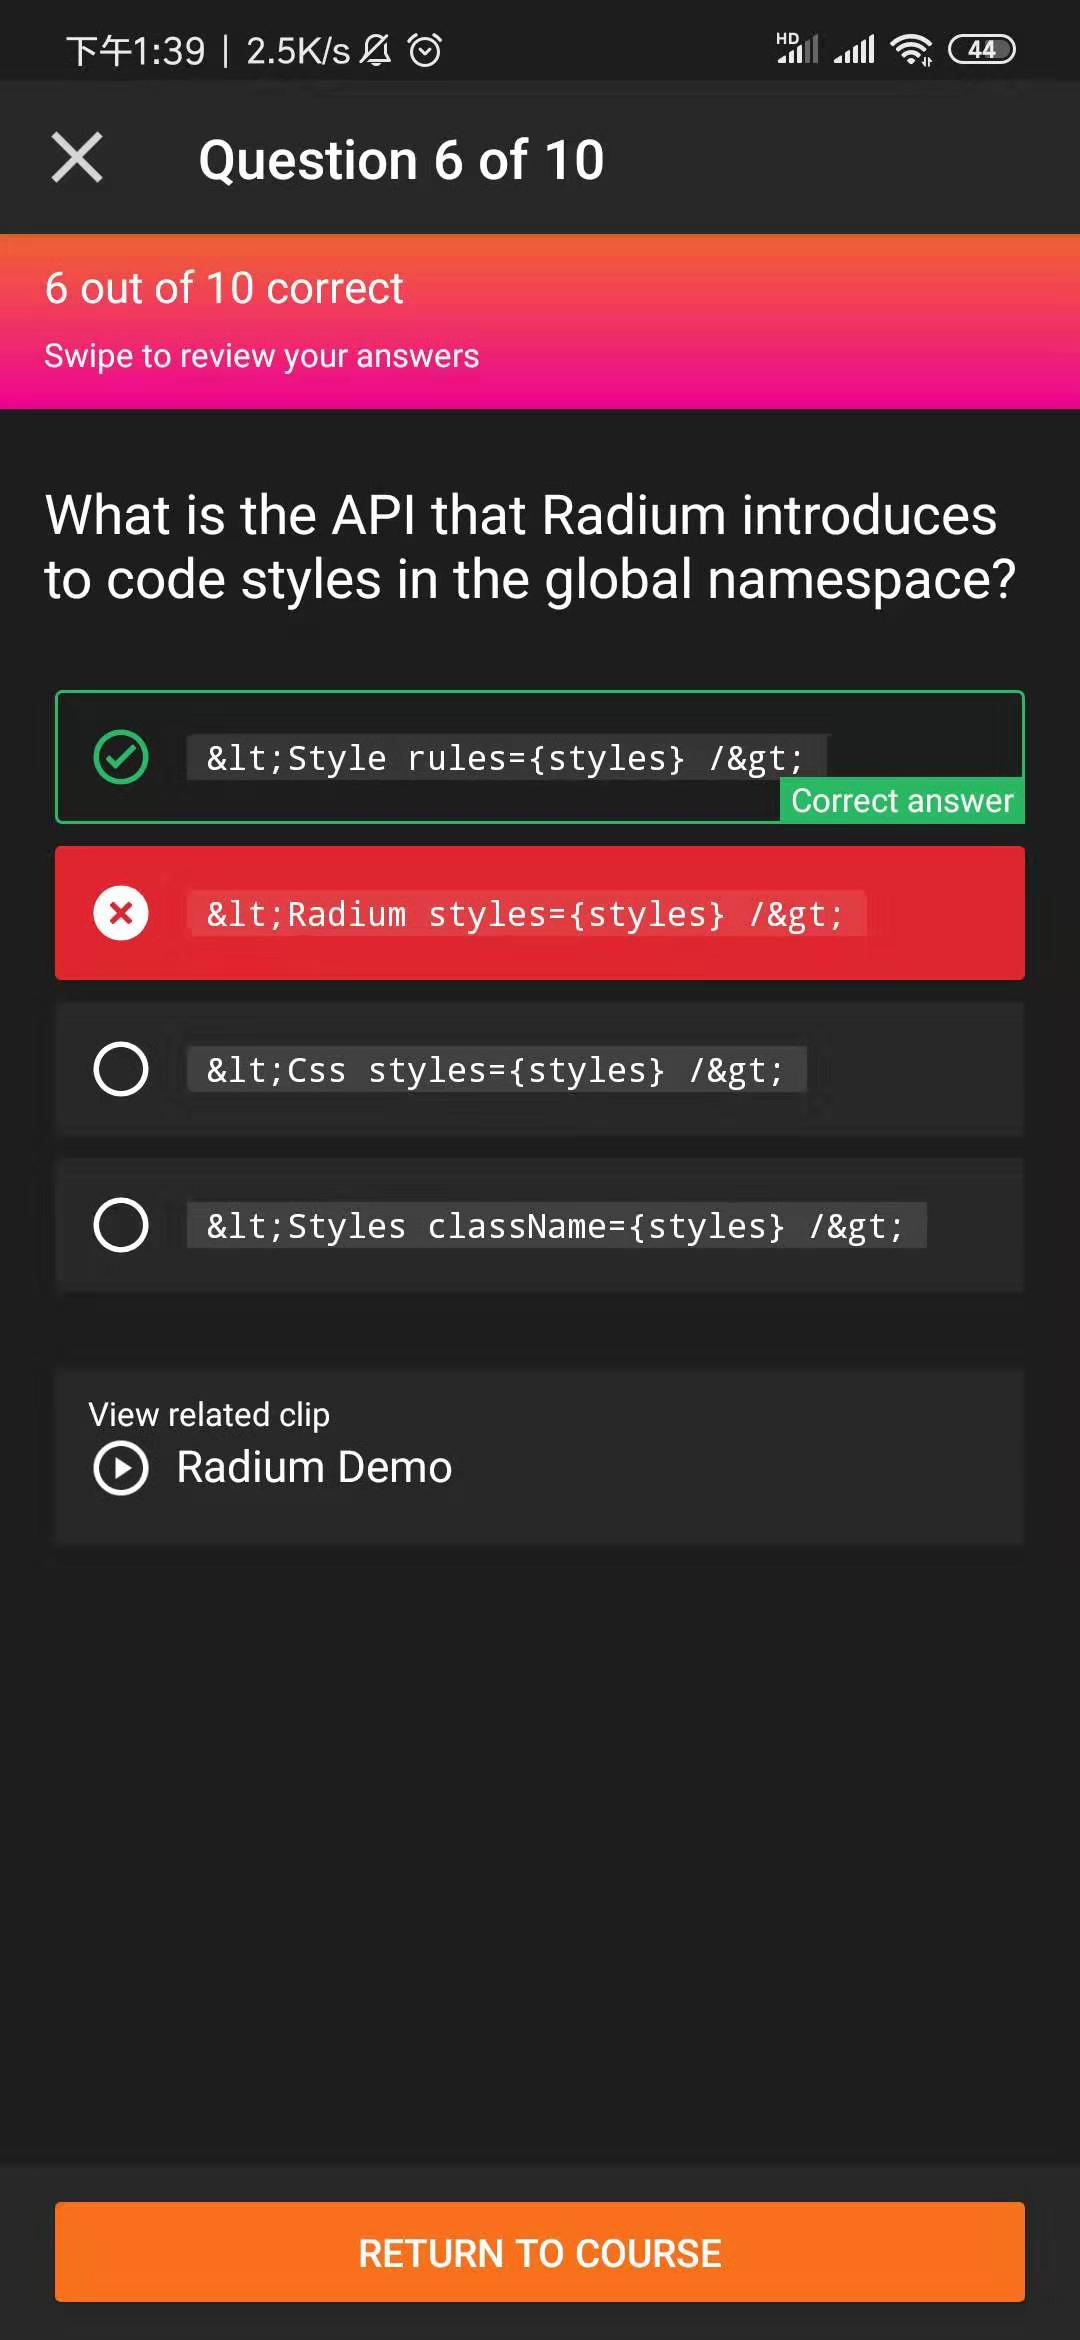 下午1:39 | 2.5K/s
HD
44
Question 6 of 10
6 out of 10 correct
Swipe to review your answers
What is the API that Radium introduces
to code styles in the global namespace?
&lt;Style rules={styles} /&gt;
Correct answer
&lt;Radium styles={styles} /&gt;
&lt;Css styles={styles} /&gt;
&lt;Styles className={styles} /&gt;
View related clip
Radium Demo
RETURN TO COURSE